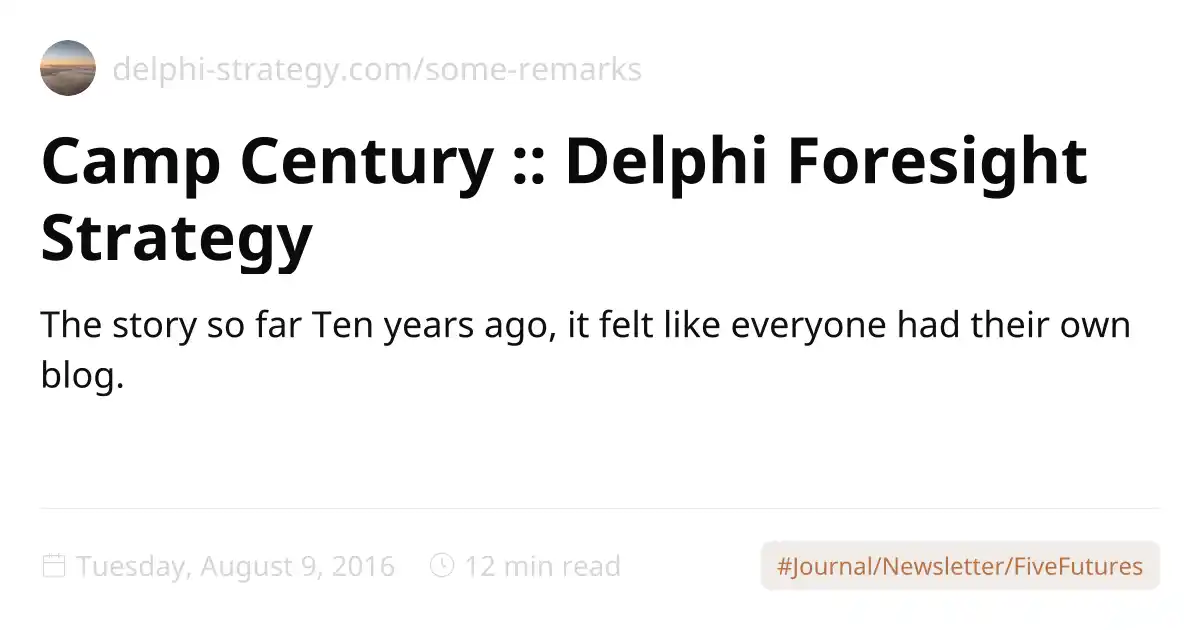 delphi-strategy.com/some-remarks
Camp Century :: Delphi Foresight
Strategy
The story so far Ten years ago, it felt like everyone had their own
blog.
Tuesday, August 9, 2016 12 min read #Journal/Newsletter/FiveFutures